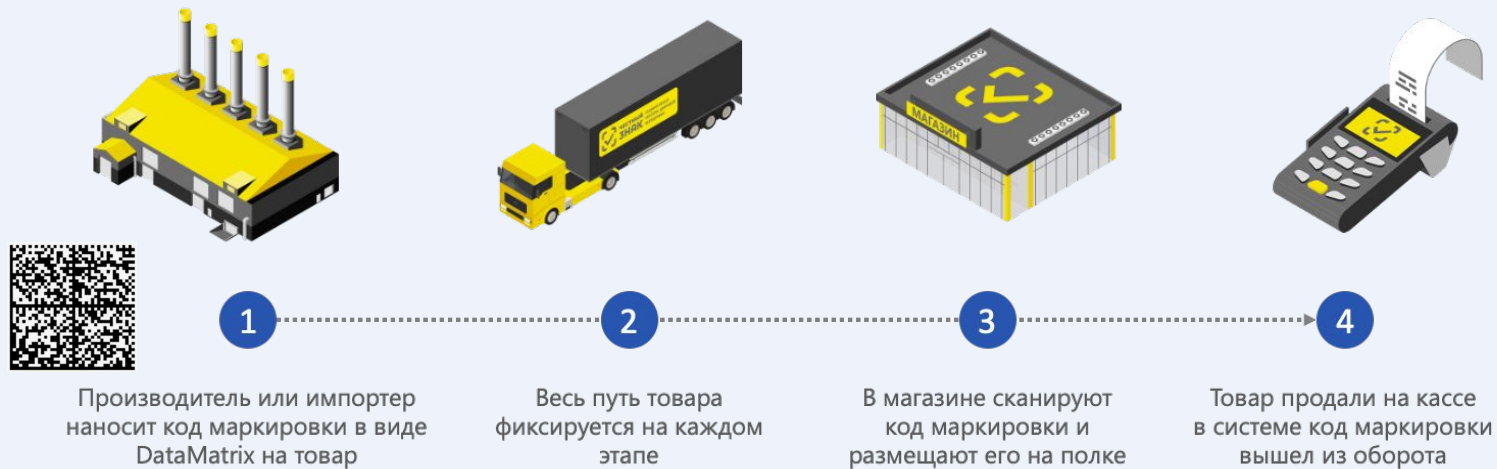 ЧЕСТНЫЙ
ЗНАК
МАГАЗИН
1
2
3
4
Производитель или импортер
наносит код маркировки в виде
DataMatrix на товар
Весь путь товара
фиксируется на каждом
этапе
В магазине сканируют
код маркировки и
размещают его на полке
Товар продали на кассе
в системе код маркировки
вышел из оборота